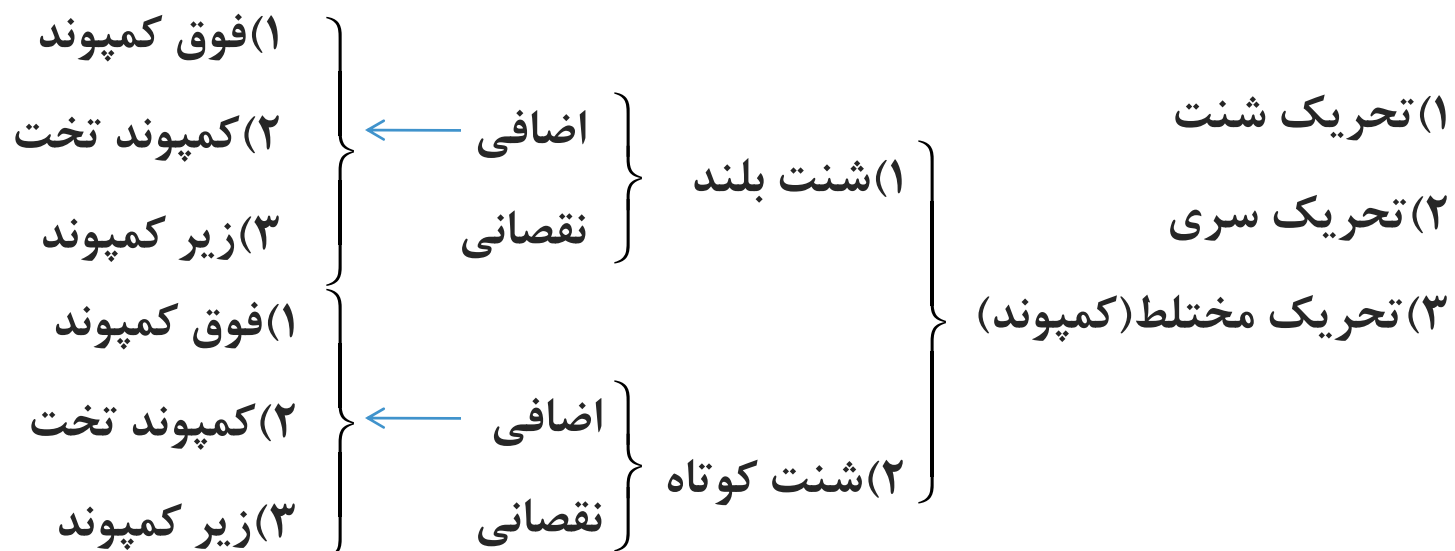 ۱)تحریک شنت
۲)تحریک سری
۳)تحریک مختلط(کمپوند)
۱)شنت بلند
اضافی
۱)فوق کمپوند
۲)کمپوند تخت
۳)زیر کمپوند
نقصانی
۲)شنت کوتاه
اضافی
۱)فوق کمپوند
۲)کمپوند تخت
۳)زیر کمپوند
نقصانی